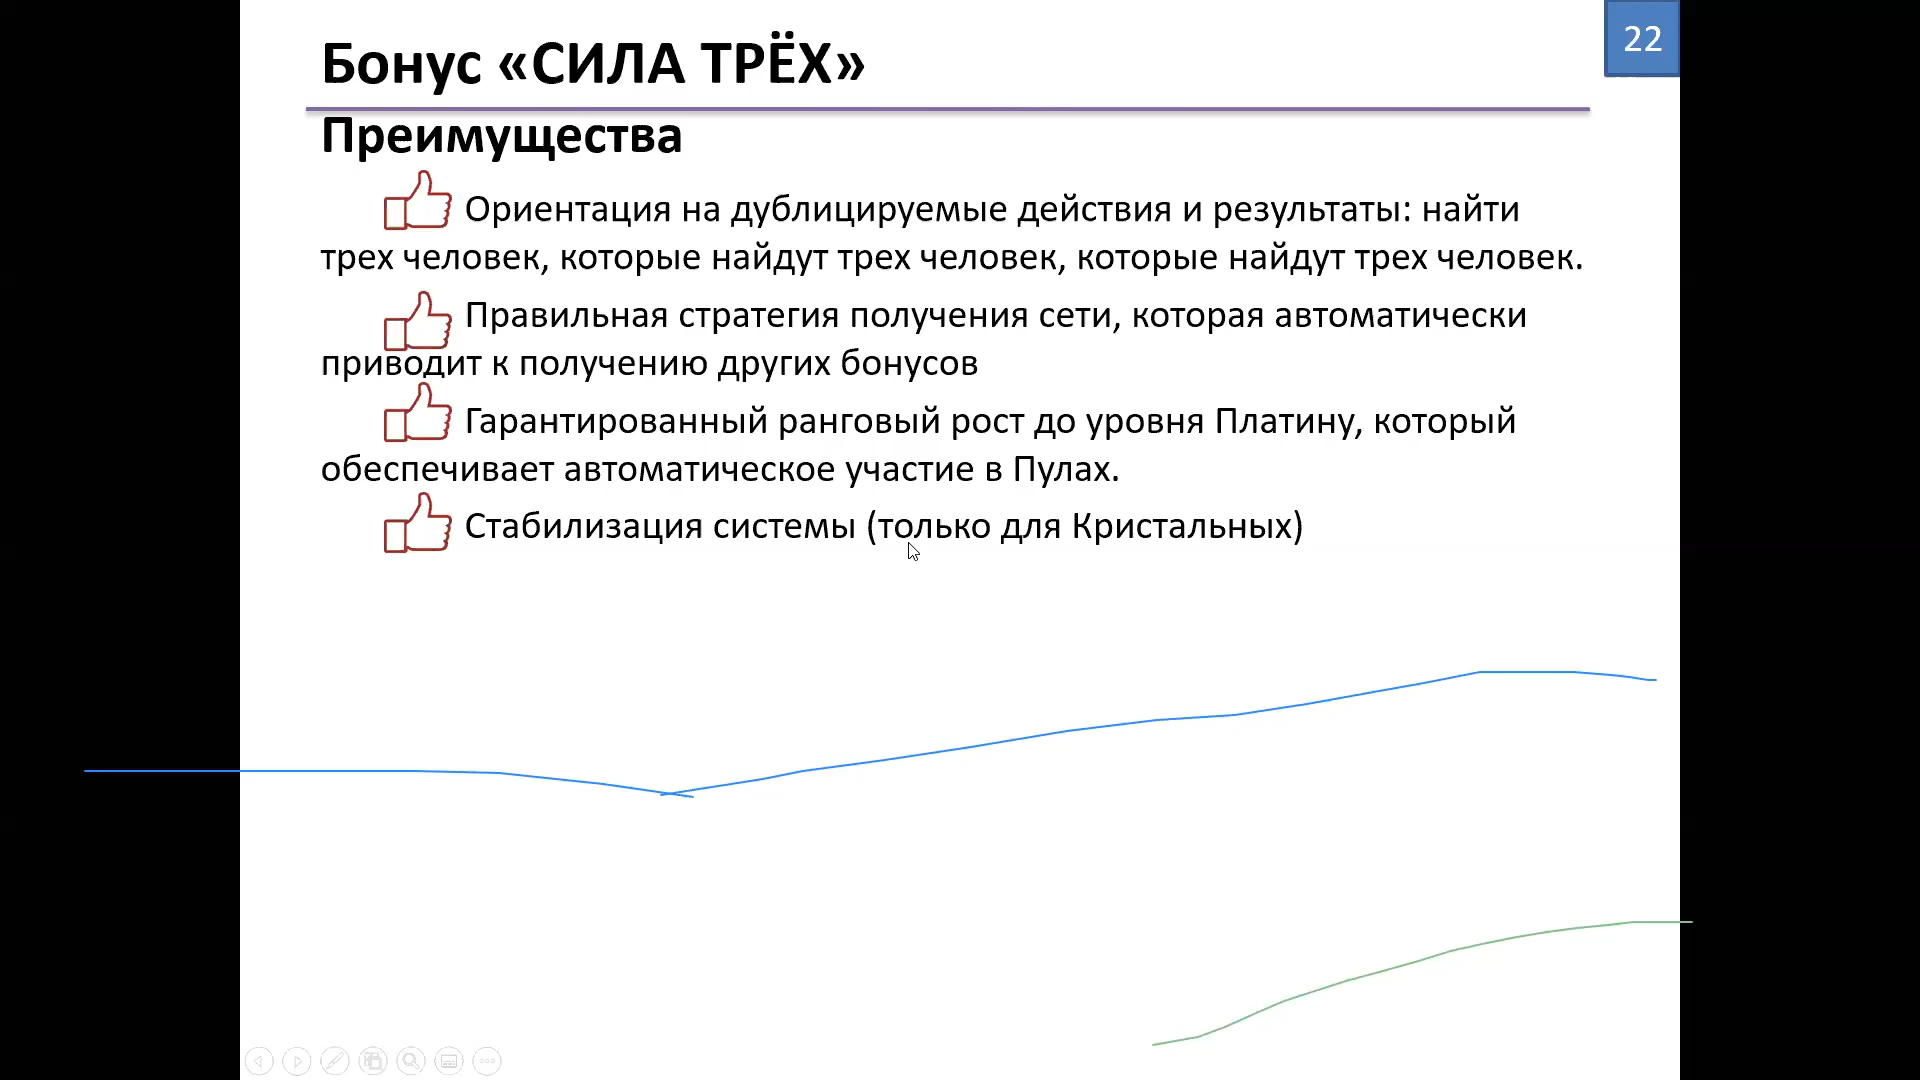 Бонус «СИЛА ТРЁХ»
22
Преимущества
Ориентация на дублицируемые действия и результаты: найти
трех человек, которые найдут трех человек, которые найдут трех человек.
Правильная стратегия получения сети, которая автоматически
приводит к получению других бонусов
Гарантированный ранговый рост до уровня Платину, который
обеспечивает автоматическое участие в Пулах.
Стабилизация системы (только для Кристальных)